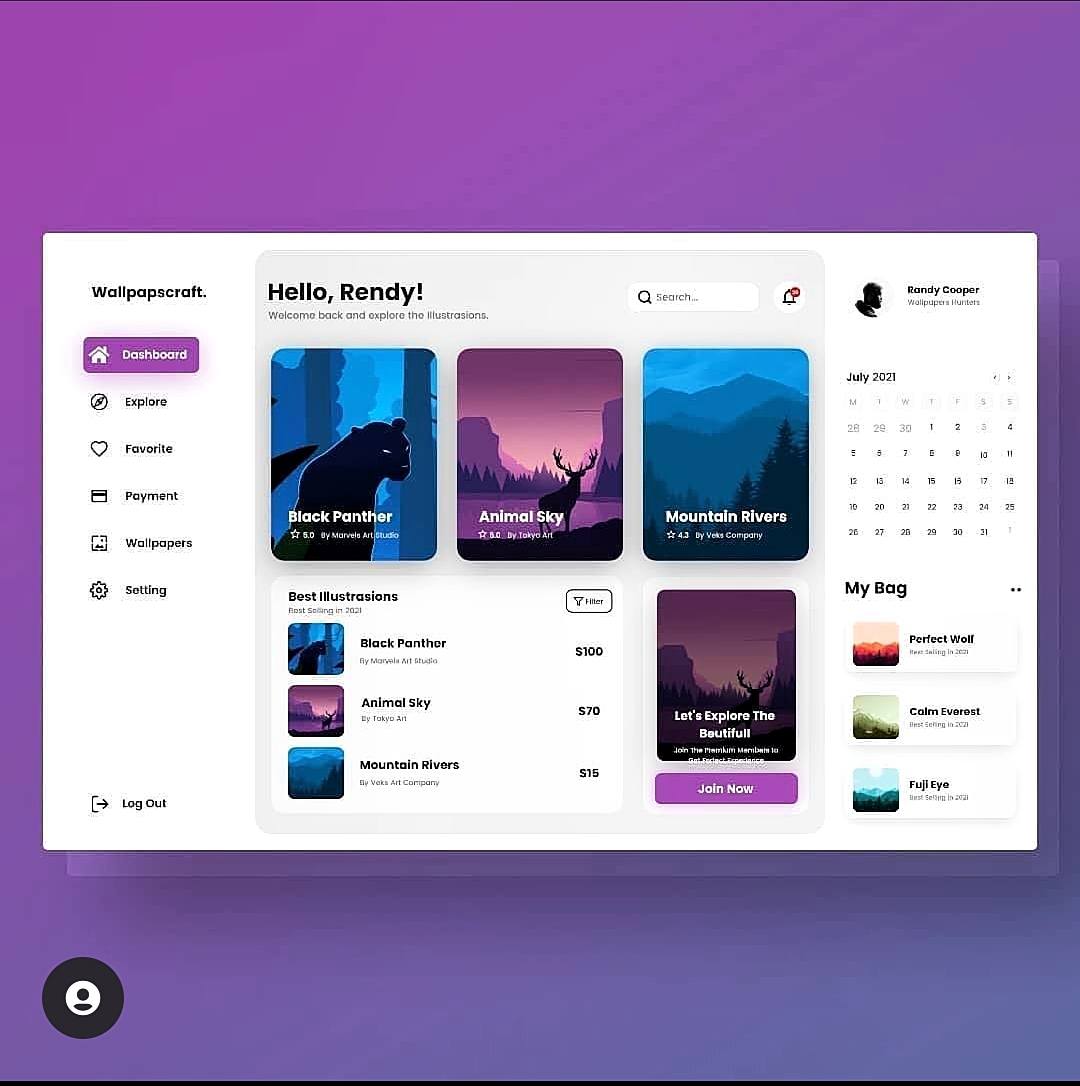 Wallpapscraft.
Dashboard
Explore
Favorite
Payment
Wallpapers
Setting
Log Out
Hello, Rendy!
Welcome back and explore the Illustrasions.
Search...
Black Panther
5.0 By Marvels Art Studio
Animal Sky
5.0 By Tokyo Art
Mountain Rivers
4.3 By Veks Company
Best Illustrasions
Best Selling in 2021
Filter
Black Panther
By Marvels Art Studio
$100
Animal Sky
By Tokyo Art
$70
Mountain Rivers
By Veks Art Company
$15
Let's Explore The
Beutifull
Join The Premium Members to
Get Perfect Experience
Join Now
Randy Cooper
Wallpapers Hunters
July 2021
M T W T F S S
28 29 30 1 2 3 4
5 6 7 8 9 10 11
12 13 14 15 16 17 18
19 20 21 22 23 24 25
26 27 28 29 30 31 1
My Bag
Perfect Wolf
Best Selling in 2021
Calm Everest
Best Selling in 2021
Fuji Eye
Best Selling in 2021